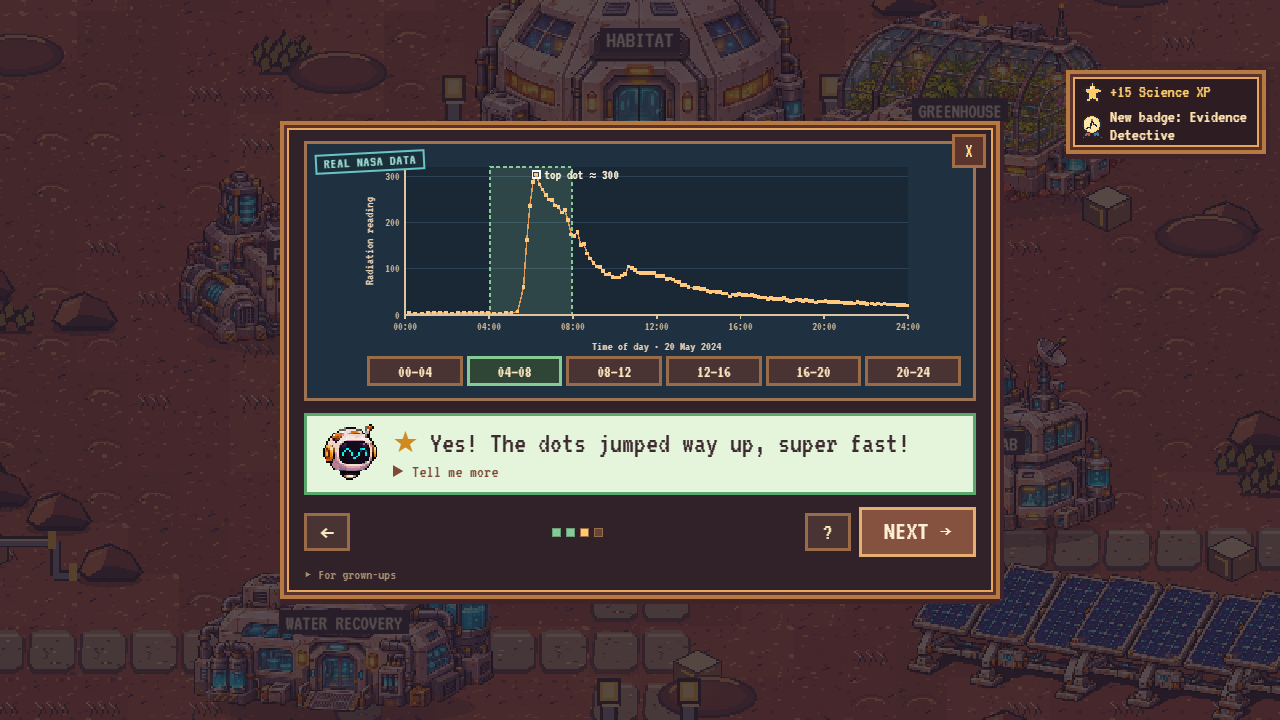 HABITAT
GREENHOUSE
+15 Science XP
New badge: Evidence
Detective
REAL NASA DATA
X
top dot ≈ 300
Radiation reading
300
200
100
0
00:00
04:00
08:00
12:00
16:00
20:00
24:00
Time of day · 20 May 2024
00–04
04–08
08–12
12–16
16–20
20–24
Yes! The dots jumped way up, super fast!
Tell me more
←
?
NEXT →
For grown-ups
WATER RECOVERY